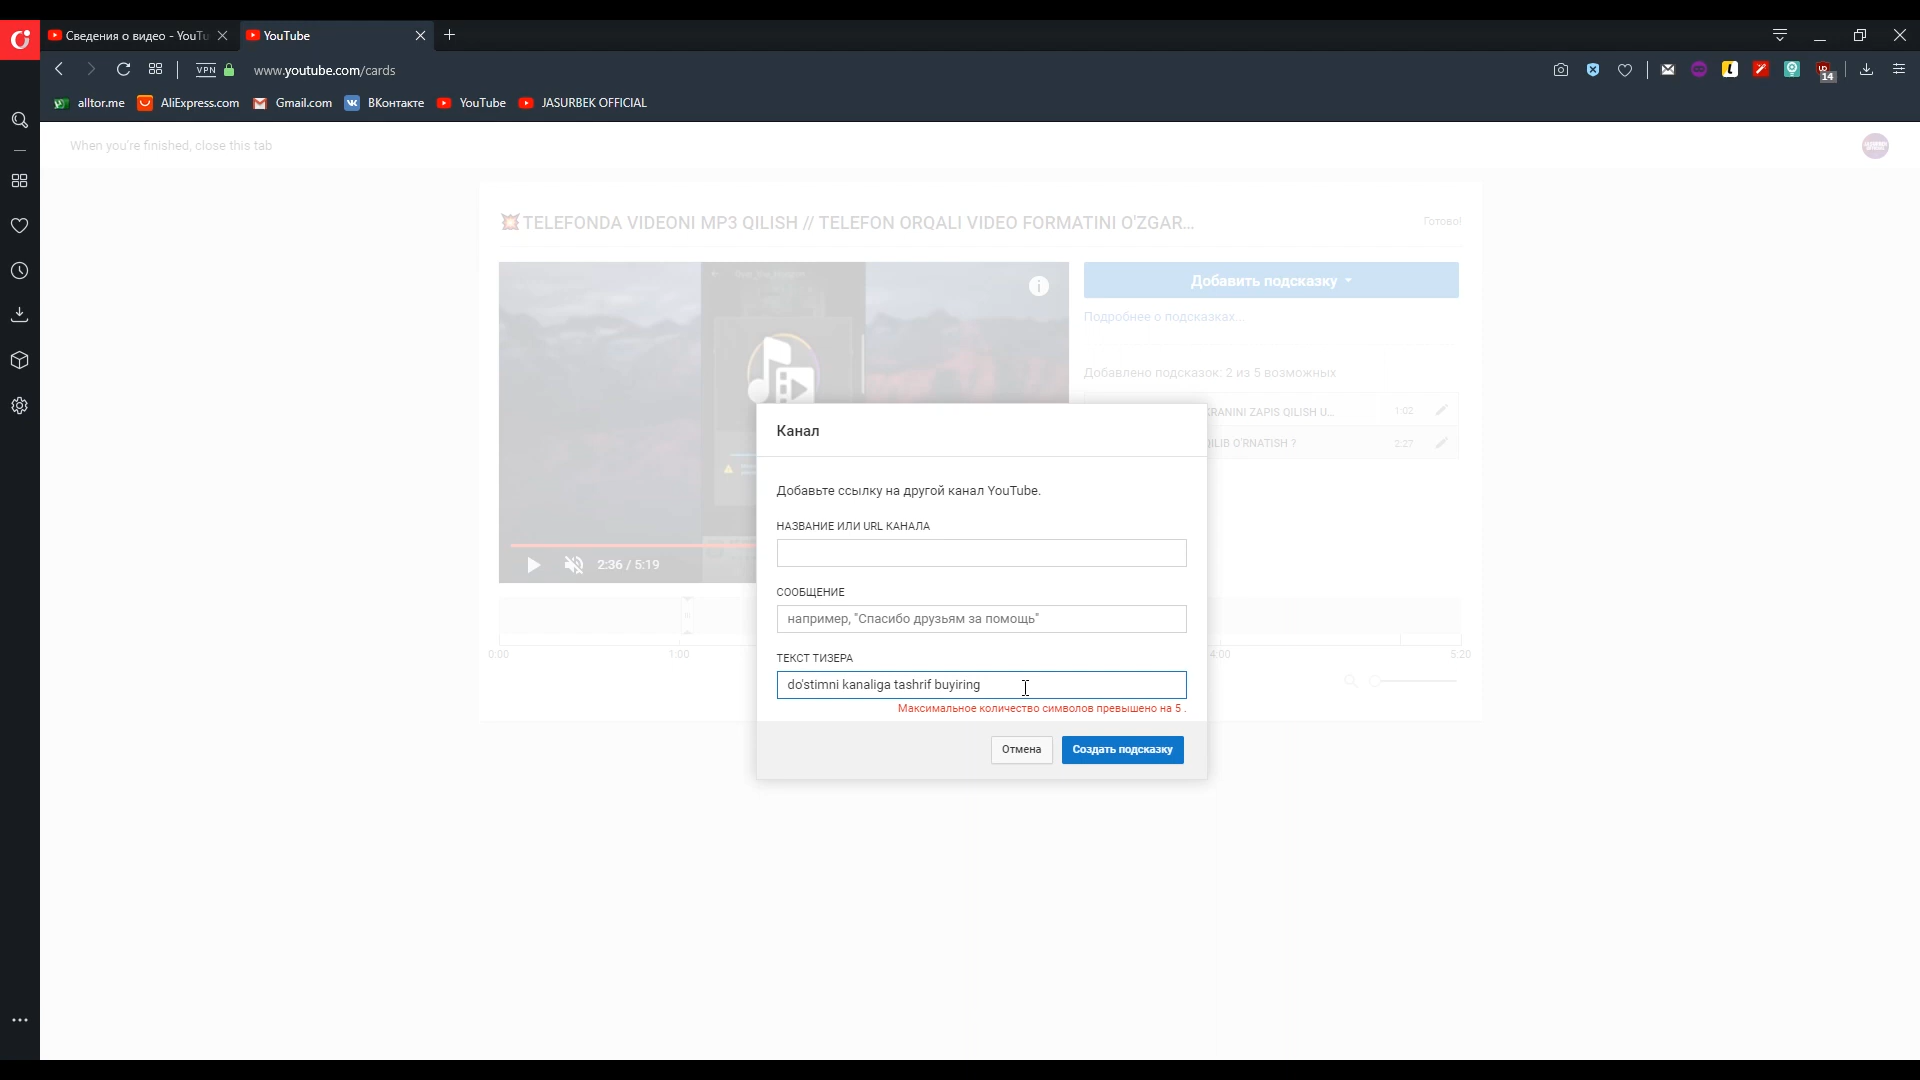 Сведения о видео - YouTu
YouTube
VPN
www.youtube.com/cards
14
alltor.me
AliExpress.com
Gmail.com
ВКонтакте
YouTube
JASURBEK OFFICIAL
When you're finished, close this tab
TELEFONDA VIDEONI MP3 QILISH // TELEFON ORQALI VIDEO FORMATINI O'ZGAR...
Готово!
Добавить подсказку
Подробнее о подсказках...
Добавлено подсказок: 2 из 5 возможных
KRANINI ZAPIS QILISH U... 1:02
QILIB O'RNATISH ? 2:27
Канал
Добавьте ссылку на другой канал YouTube.
НАЗВАНИЕ ИЛИ URL КАНАЛА
2:36 / 5:19
СООБЩЕНИЕ
например, "Спасибо друзьям за помощь"
0:00 1:00 4:00 5:20
ТЕКСТ ТИЗЕРА
do'stimni kanaliga tashrif buyiring
Максимальное количество символов превышено на 5 .
Отмена
Создать подсказку